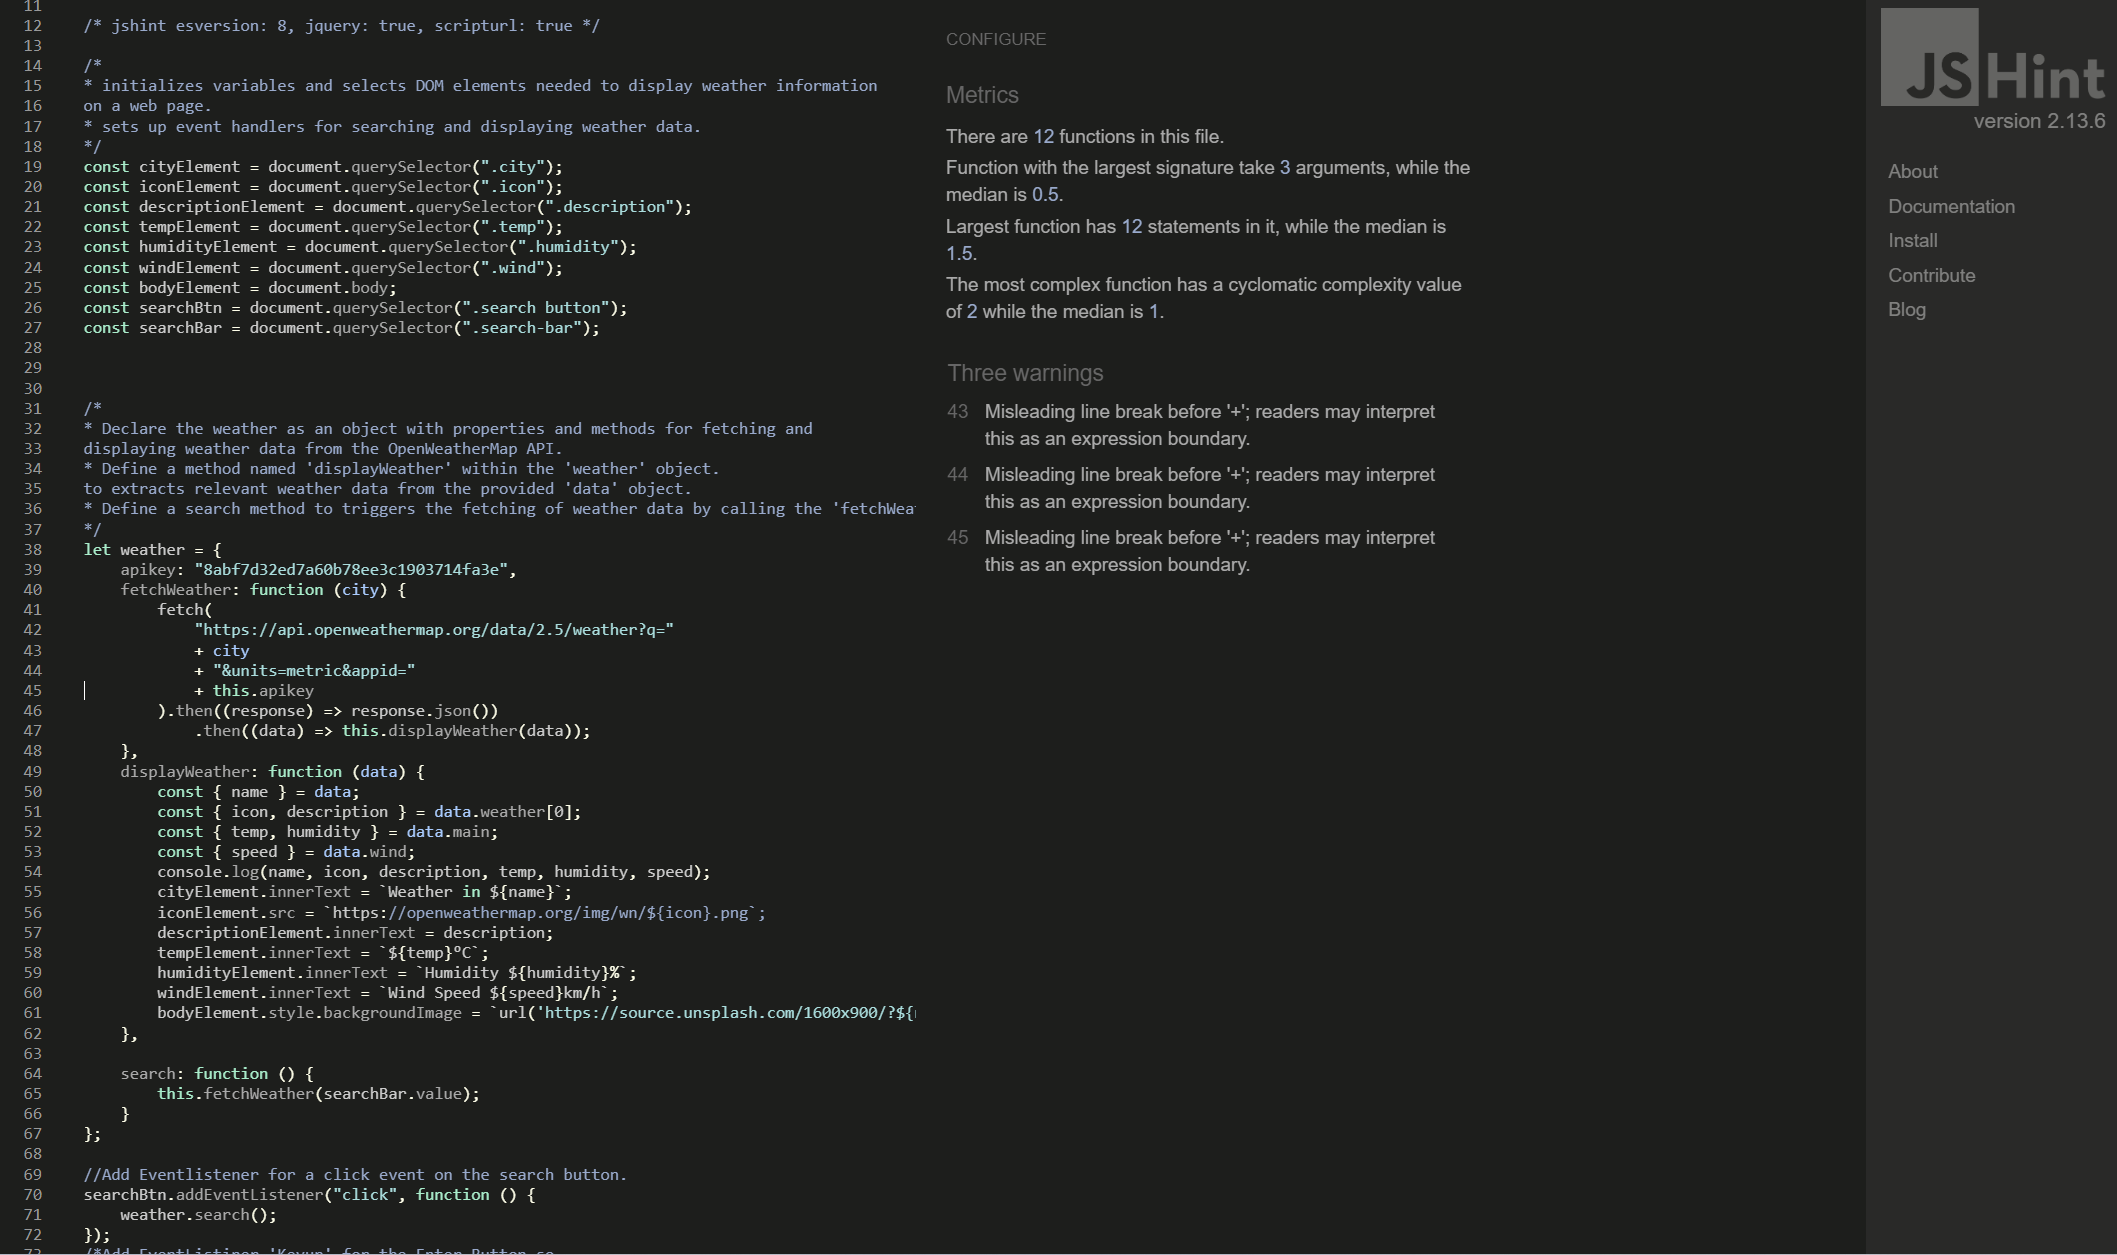 11
12 /* jshint esversion: 8, jquery: true, scripturl: true */
13
14 /*
15 * initializes variables and selects DOM elements needed to display weather information
16 on a web page.
17 * sets up event handlers for searching and displaying weather data.
18 */
19 const cityElement = document.querySelector(".city");
20 const iconElement = document.querySelector(".icon");
21 const descriptionElement = document.querySelector(".description");
22 const tempElement = document.querySelector(".temp");
23 const humidityElement = document.querySelector(".humidity");
24 const windElement = document.querySelector(".wind");
25 const bodyElement = document.body;
26 const searchBtn = document.querySelector(".search button");
27 const searchBar = document.querySelector(".search-bar");
28
29
30
31 /*
32 * Declare the weather as an object with properties and methods for fetching and
33 displaying weather data from the OpenWeatherMap API.
34 * Define a method named 'displayWeather' within the 'weather' object.
35 to extracts relevant weather data from the provided 'data' object.
36 * Define a search method to triggers the fetching of weather data by calling the 'fetchWea
37 */
38 let weather = {
39 apikey: "8abf7d32ed7a60b78ee3c1903714fa3e",
40 fetchWeather: function (city) {
41 fetch(
42 "https://api.openweathermap.org/data/2.5/weather?q="
43 + city
44 + "&units=metric&appid="
45 + this.apikey
46 ).then((response) => response.json())
47 .then((data) => this.displayWeather(data));
48 },
49 displayWeather: function (data) {
50 const { name } = data;
51 const { icon, description } = data.weather[0];
52 const { temp, humidity } = data.main;
53 const { speed } = data.wind;
54 console.log(name, icon, description, temp, humidity, speed);
55 cityElement.innerText = `Weather in ${name}`;
56 iconElement.src = `https://openweathermap.org/img/wn/${icon}.png`;
57 descriptionElement.innerText = description;
58 tempElement.innerText = `${temp}°C`;
59 humidityElement.innerText = `Humidity ${humidity}%`;
60 windElement.innerText = `Wind Speed ${speed}km/h`;
61 bodyElement.style.backgroundImage = `url('https://source.unsplash.com/1600x900/?${
62 },
63
64 search: function () {
65 this.fetchWeather(searchBar.value);
66 }
67 };
68
69 //Add Eventlistener for a click event on the search button.
70 searchBtn.addEventListener("click", function () {
71 weather.search();
72 });
CONFIGURE
Metrics
There are 12 functions in this file.
Function with the largest signature take 3 arguments, while the
median is 0.5.
Largest function has 12 statements in it, while the median is
1.5.
The most complex function has a cyclomatic complexity value
of 2 while the median is 1.
Three warnings
43 Misleading line break before '+'; readers may interpret
this as an expression boundary.
44 Misleading line break before '+'; readers may interpret
this as an expression boundary.
45 Misleading line break before '+'; readers may interpret
this as an expression boundary.
JSHint
version 2.13.6
About
Documentation
Install
Contribute
Blog